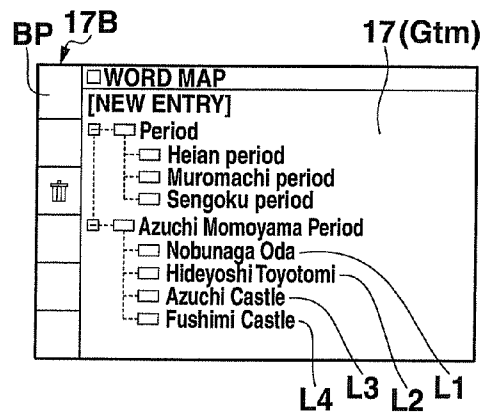 BP 17B 17(Gtm)
WORD MAP
[NEW ENTRY]
Period
Heian period
Muromachi period
Sengoku period
Azuchi Momoyama Period
Nobunaga Oda
Hideyoshi Toyotomi
Azuchi Castle
Fushimi Castle
L4 L3 L2 L1